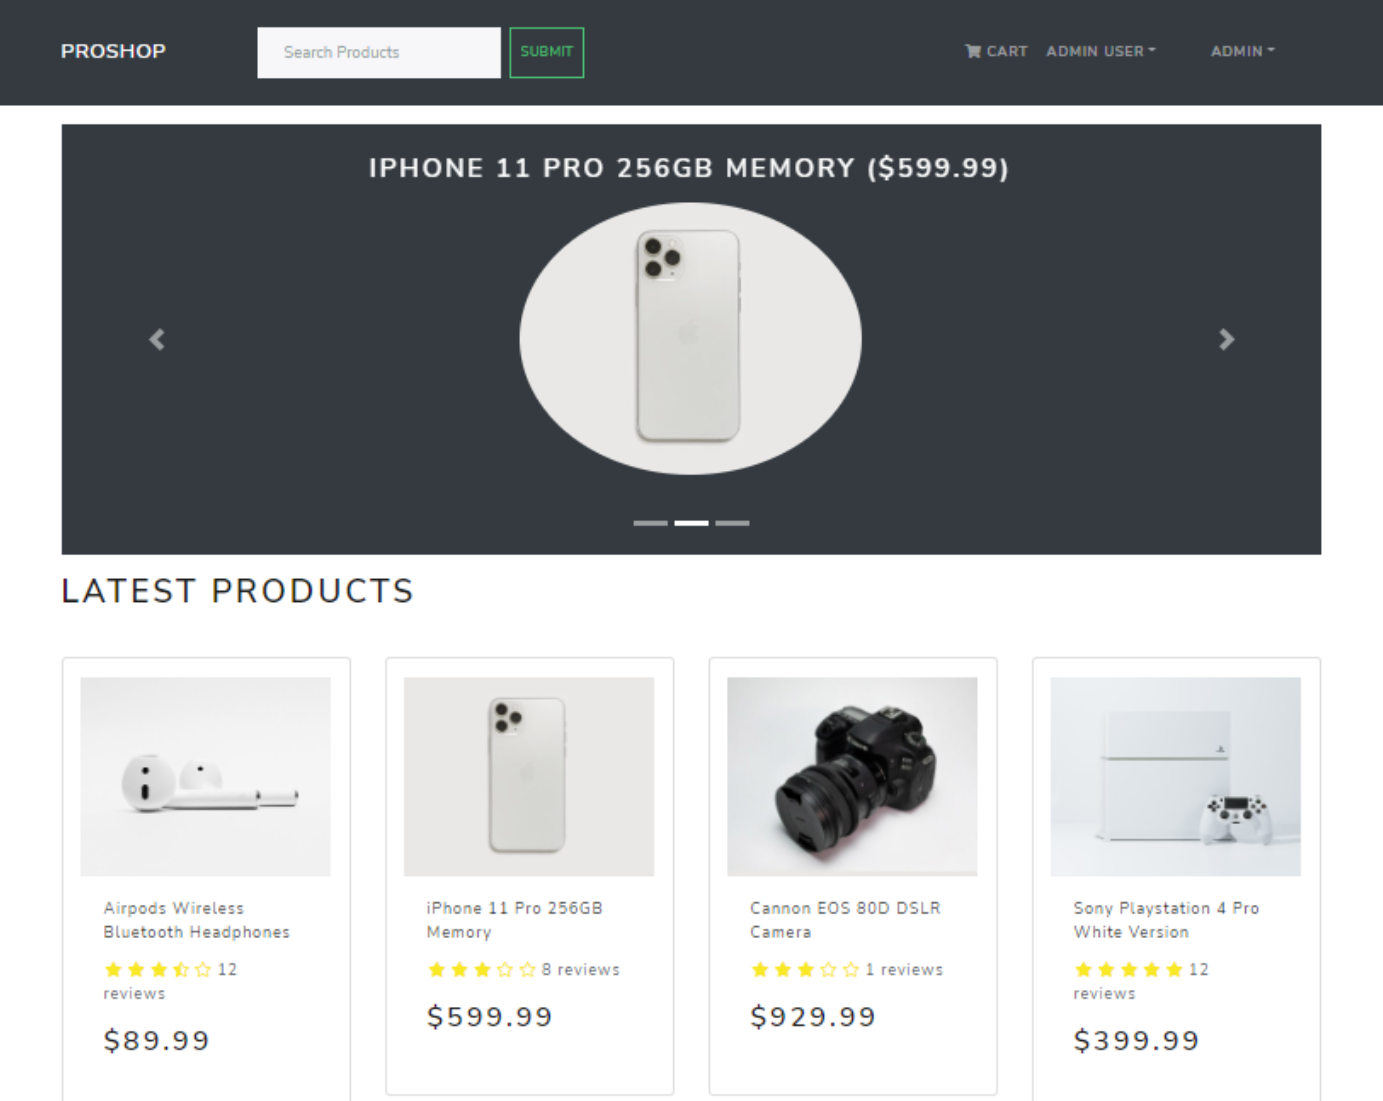 PROSHOP
Search Products
SUBMIT
CART
ADMIN USER
ADMIN
IPHONE 11 PRO 256GB MEMORY ($599.99)
LATEST PRODUCTS
Airpods Wireless
Bluetooth Headphones
12
reviews
$89.99
iPhone 11 Pro 256GB
Memory
8 reviews
$599.99
Cannon EOS 80D DSLR
Camera
1 reviews
$929.99
Sony Playstation 4 Pro
White Version
12
reviews
$399.99